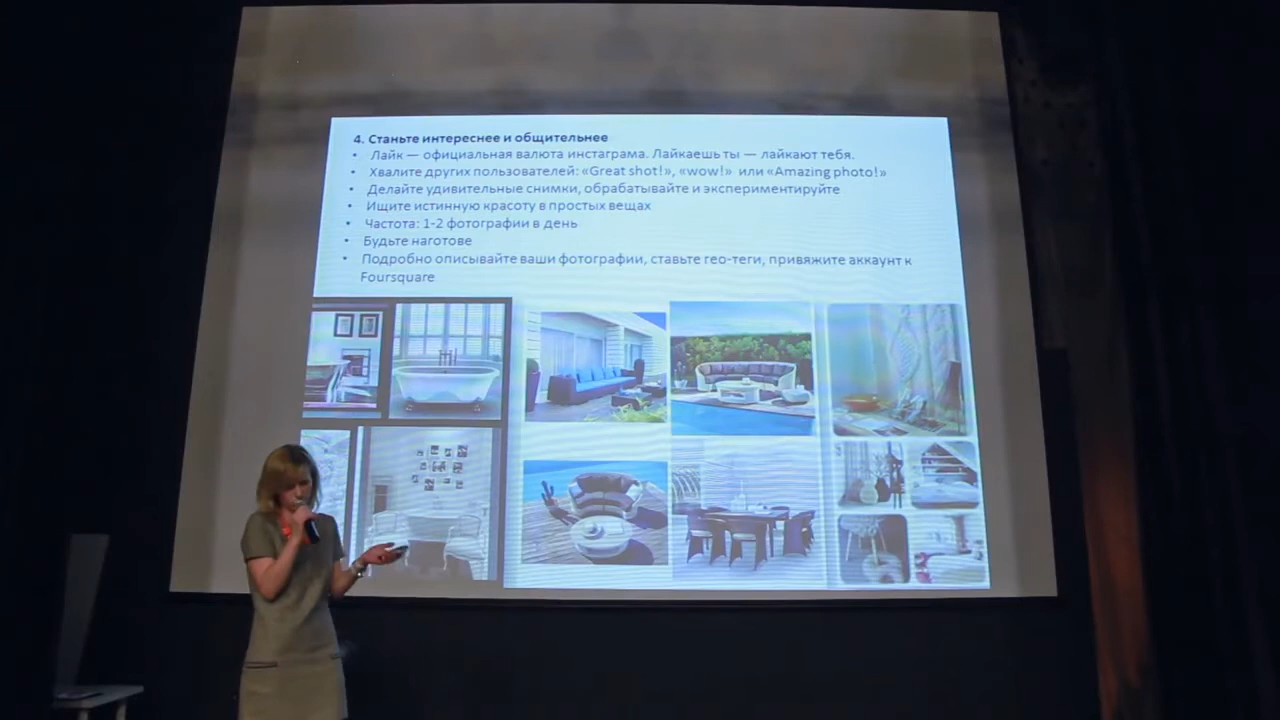 4. Станьте интереснее и общительнее
• Лайк — официальная валюта инстаграма. Лайкаешь ты — лайкают тебя.
• Хвалите других пользователей: «Great shot!», «wow!» или «Amazing photo!»
• Делайте удивительные снимки, обрабатывайте и экспериментируйте
• Ищите истинную красоту в простых вещах
• Частота: 1-2 фотографии в день
• Будьте наготове
• Подробно описывайте ваши фотографии, ставьте гео-теги, привяжите аккаунт к
Foursquare